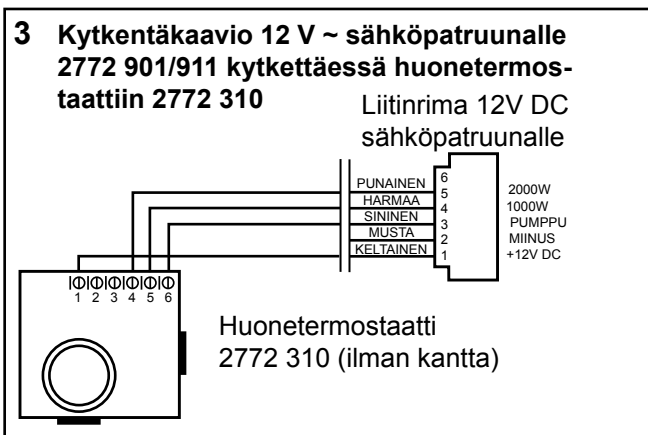 3 Kytkentäkaavio 12 V ~ sähköpatruunalle
2772 901/911 kytkettäessä huonetermos-
taattiin 2772 310
Liitinrima 12V DC
sähköpatruunalle
PUNAINEN
HARMAA
SININEN
MUSTA
KELTAINEN
6
5
4
3
2
1
2000W
1000W
PUMPPU
MIINUS
+12V DC
1 2 3 4 5 6
Huonetermostaatti
2772 310 (ilman kantta)